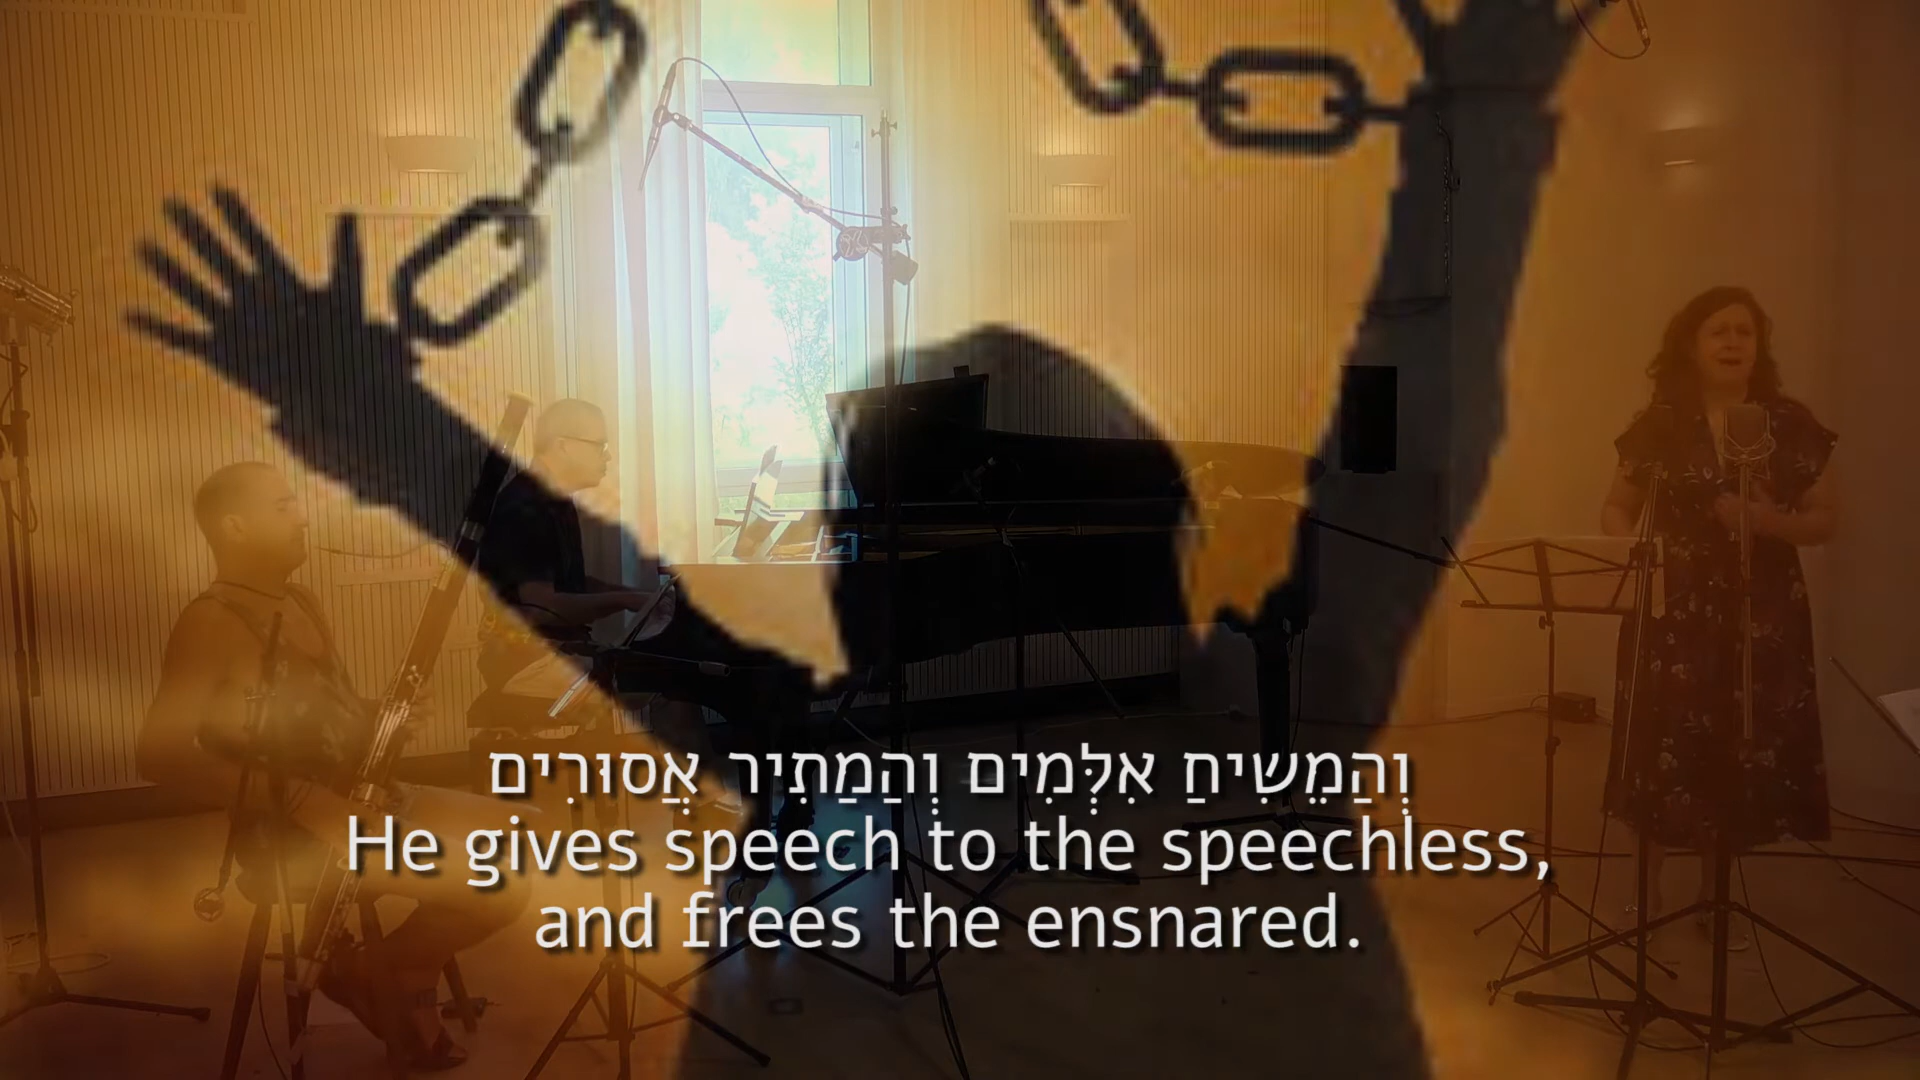 וְהַמֵשִׁיחַ אִלְּמִים וְהַמַתִיר אֲסוּרִים
He gives speech to the speechless,
and frees the ensnared.